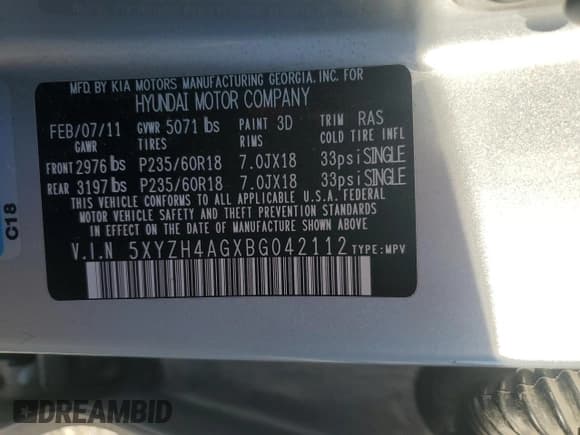 MFD. BY KIA MOTORS MANUFACTURING GEORGIA, INC. FOR
HYUNDAI MOTOR COMPANY
FEB/07/11 GVWR 5071 lbs PAINT 3D TRIM RAS
GAWR TIRES RIMS COLD TIRE INFL
FRONT 2976 lbs P235/60R18 7.0JX18 33psi SINGLE
REAR 3197 lbs P235/60R18 7.0JX18 33psi SINGLE
THIS VEHICLE CONFORMS TO ALL APPLICABLE U.S.A. FEDERAL
MOTOR VEHICLE SAFETY AND THEFT PREVENTION STANDARDS
IN EFFECT ON THE DATE OF MANUFACTURE SHOWN ABOVE.
V.I.N 5XYZH4AGXBG042112 TYPE:MPV
C18
DREAMBID